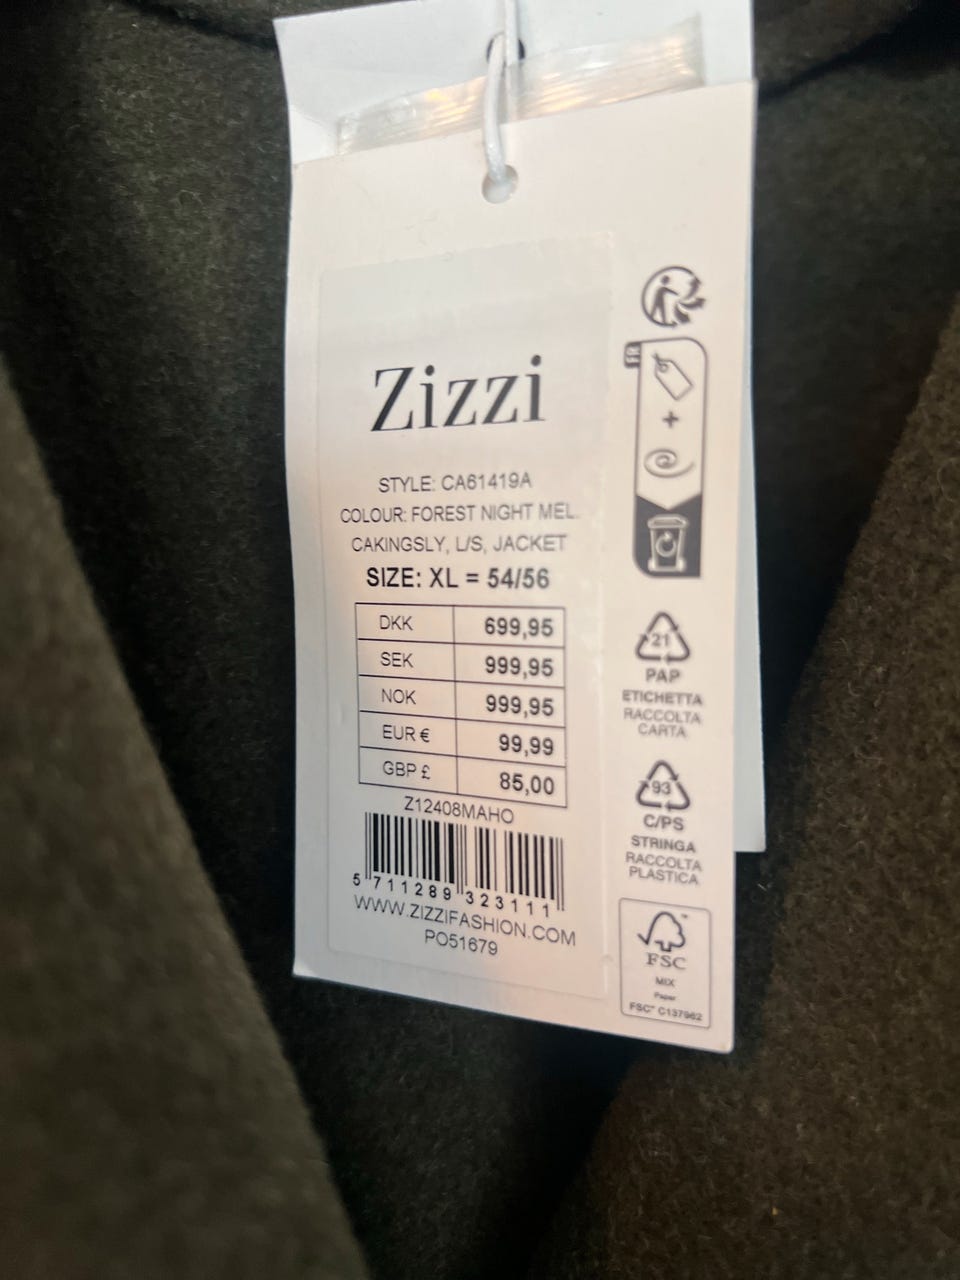 Zizzi
STYLE: CA61419A
COLOUR: FOREST NIGHT MEL.
CAKINGSLY, L/S, JACKET
SIZE: XL = 54/56
DKK 699,95
SEK 999,95
NOK 999,95
EUR € 99,99
GBP £ 85,00
Z12408MAHO
5 711289 323111
WWW.ZIZZIFASHION.COM
PO51679
FR
+
21
PAP
ETICHETTA
RACCOLTA
CARTA
93
C/PS
STRINGA
RACCOLTA
PLASTICA
FSC
MIX
Paper
FSC™ C137962